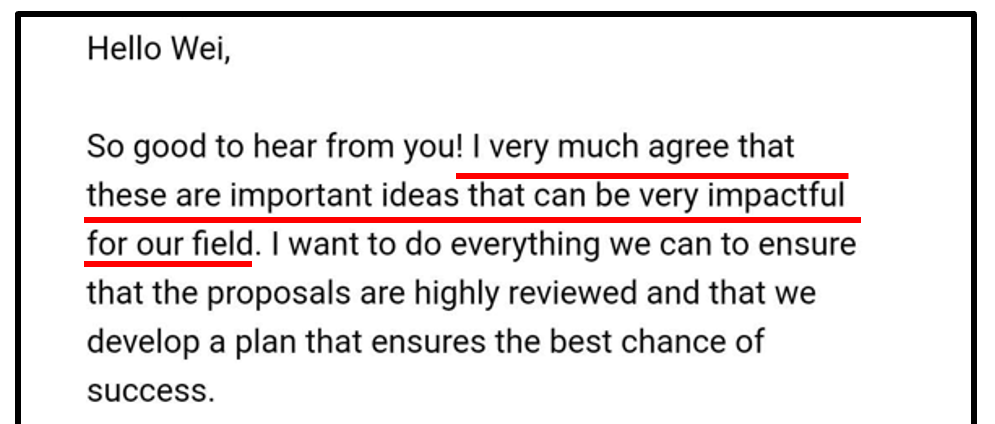 Hello Wei,
So good to hear from you! I very much agree that
these are important ideas that can be very impactful
for our field. I want to do everything we can to ensure
that the proposals are highly reviewed and that we
develop a plan that ensures the best chance of
success.